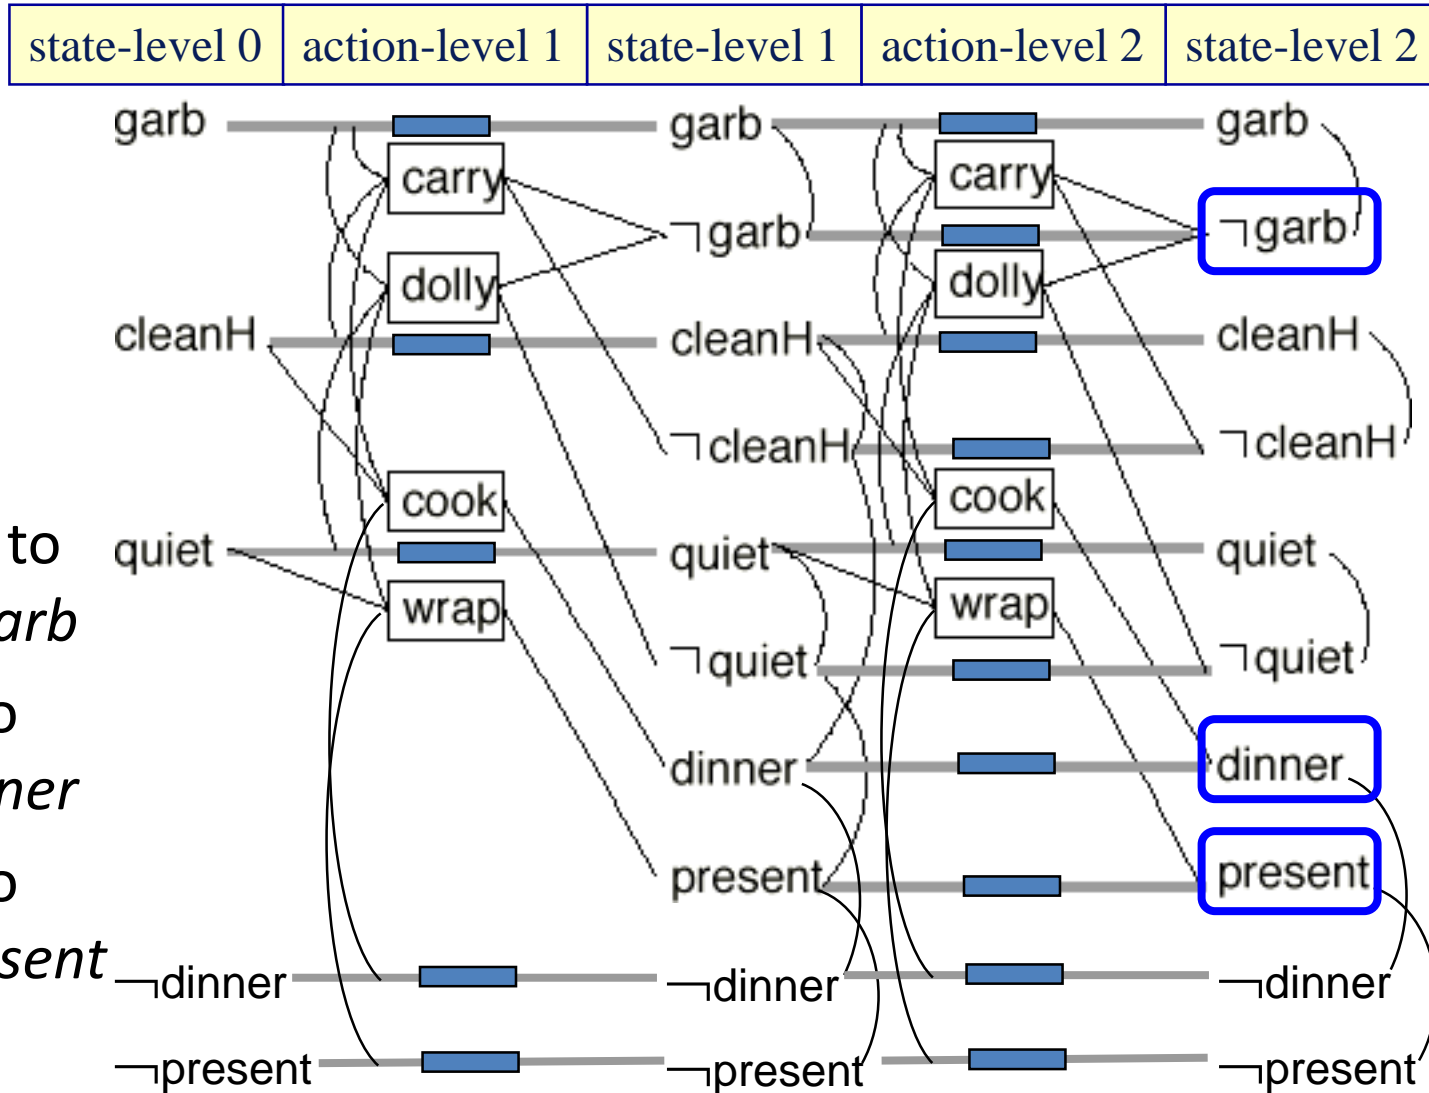 state-level 0 action-level 1 state-level 1 action-level 2 state-level 2
garb garb garb
carry carry
¬garb ¬garb
dolly dolly
cleanH cleanH cleanH
¬cleanH ¬cleanH
cook cook
to quiet quiet quiet
arb wrap wrap
¬quiet ¬quiet
o
dinner dinner
ner
present present
o
sent ¬dinner ¬dinner ¬dinner
¬present ¬present ¬present